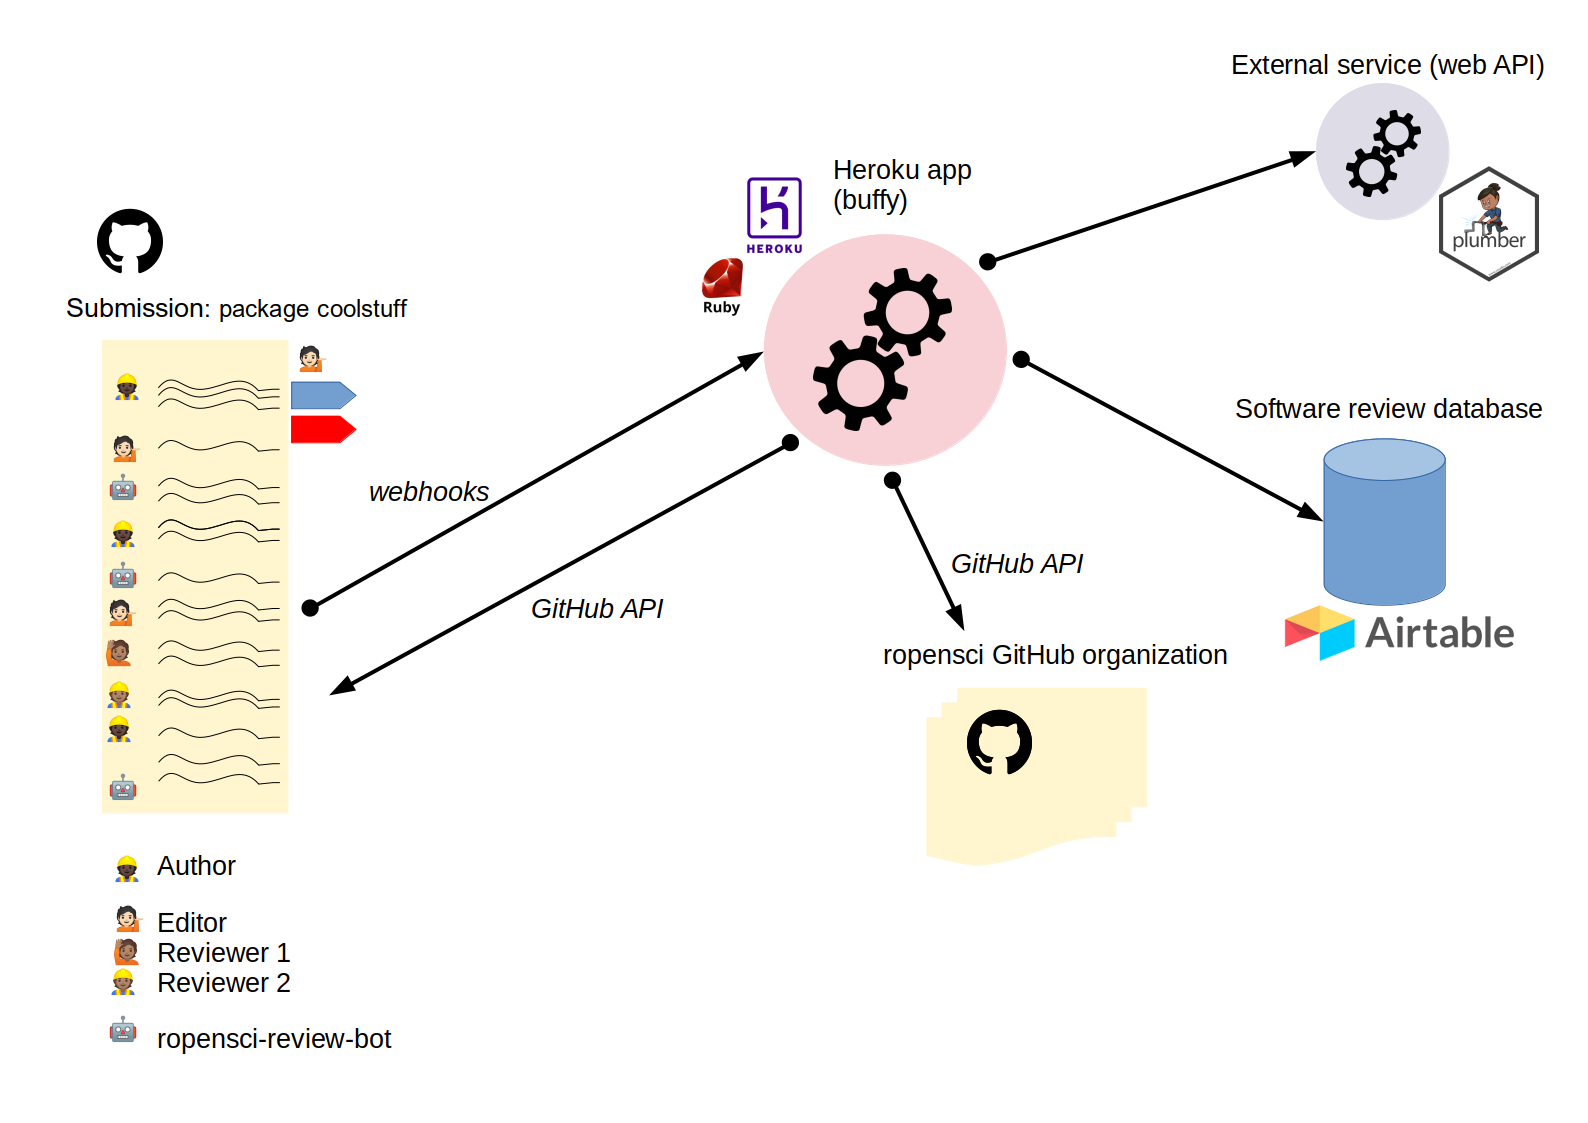 External service (web API)
Heroku app
(buffy)
HEROKU
Ruby
plumber
Submission: package coolstuff
webhooks
GitHub API
GitHub API
Software review database
Airtable
ropensci GitHub organization
Author
Editor
Reviewer 1
Reviewer 2
ropensci-review-bot